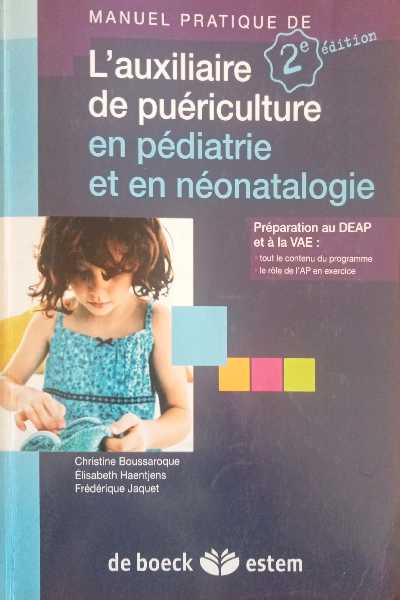 MANUEL PRATIQUE DE
2e édition
L'auxiliaire
de puériculture
en pédiatrie
et en néonatalogie
Préparation au DEAP
et à la VAE :
• tout le contenu du programme
• le rôle de l'AP en exercice
Christine Boussaroque
Élisabeth Haentjens
Frédérique Jaquet
de boeck estem